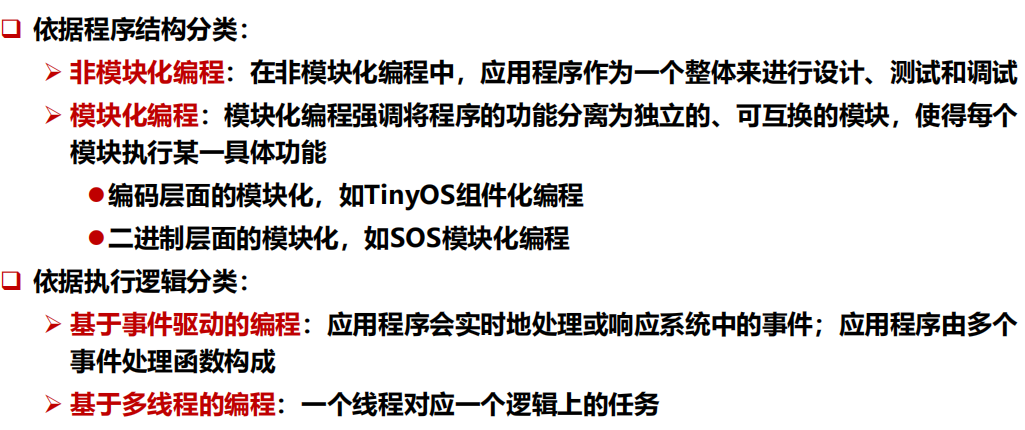 依据程序结构分类：
非模块化编程：在非模块化编程中，应用程序作为一个整体来进行设计、测试和调试
模块化编程：模块化编程强调将程序的功能分离为独立的、可互换的模块，使得每个
模块执行某一具体功能
编码层面的模块化，如TinyOS组件化编程
二进制层面的模块化，如SOS模块化编程
依据执行逻辑分类：
基于事件驱动的编程：应用程序会实时地处理或响应系统中的事件；应用程序由多个
事件处理函数构成
基于多线程的编程：一个线程对应一个逻辑上的任务